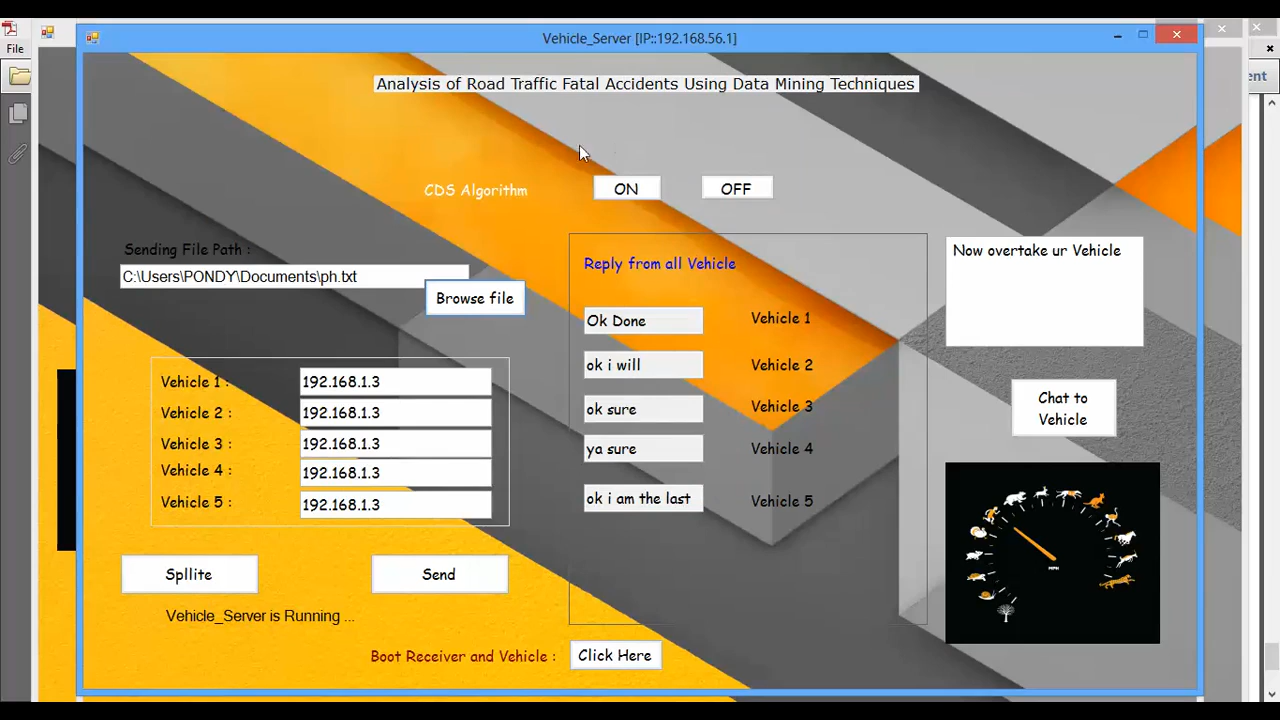 Vehicle_Server [IP::192.168.56.1]
File
ent
Analysis of Road Traffic Fatal Accidents Using Data Mining Techniques
CDS Algorithm
ON
OFF
Sending File Path :
C:\Users\PONDY\Documents\ph.txt
Browse file
Reply from all Vehicle
Now overtake ur Vehicle
Ok Done
Vehicle 1
ok i will
Vehicle 2
ok sure
Vehicle 3
ya sure
Vehicle 4
ok i am the last
Vehicle 5
Vehicle 1 :
192.168.1.3
Vehicle 2 :
192.168.1.3
Vehicle 3 :
192.168.1.3
Vehicle 4 :
192.168.1.3
Vehicle 5 :
192.168.1.3
Chat to
Vehicle
MPH
Spllite
Send
Vehicle_Server is Running ...
Boot Receiver and Vehicle :
Click Here